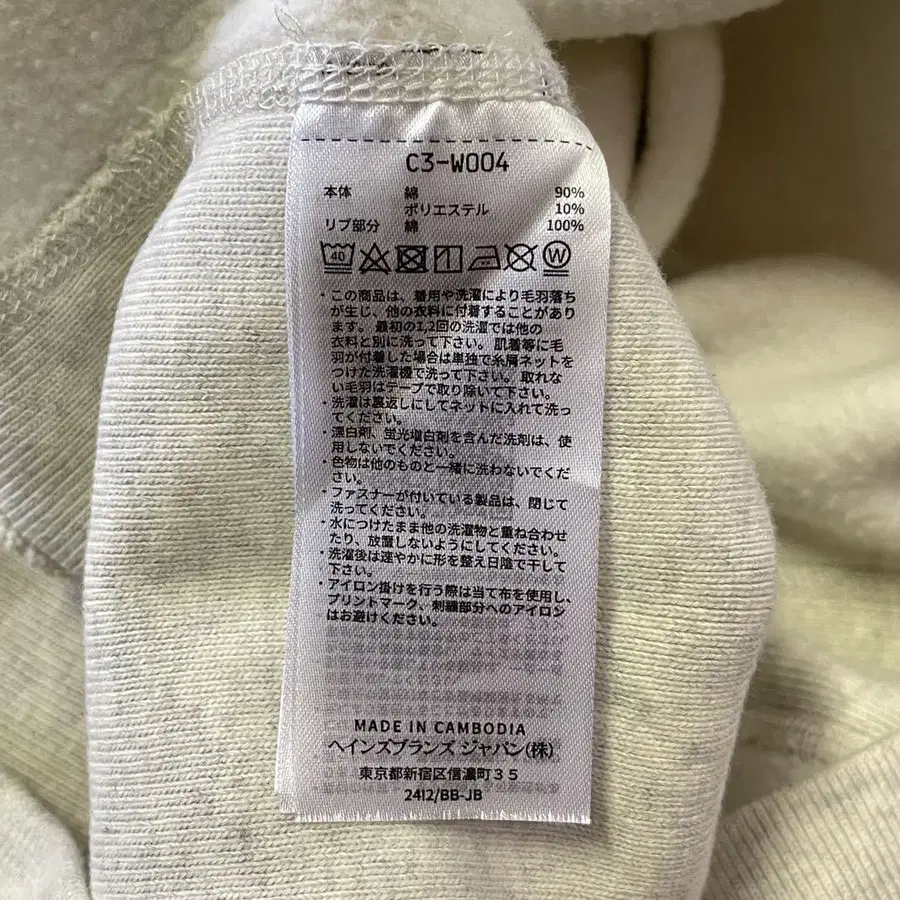 C3-W004
本体 綿 90%
ポリエステル 10%
リブ部分 綿 100%
40
W
・この商品は、着用や洗濯により毛羽落ち
が生じ、他の衣料に付着することがあり
ます。最初の1,2回の洗濯では他の
衣料と別に洗って下さい。肌着等に毛
羽が付着した場合は単独で糸屑ネットを
つけた洗濯機で洗って下さい。取れな
い毛羽はテープで取り除いて下さい。
・洗濯は裏返しにしてネットに入れて洗っ
てください。
・漂白剤、蛍光増白剤を含んだ洗剤は、使
用しないでください。
・色物は他のものと一緒に洗わないでくだ
さい。
・ファスナーが付いている製品は、閉じて
洗ってください。
・水につけたまま他の洗濯物と重ね合わせ
たり、放置しないようにしてください。
・洗濯後は速やかに形を整え日陰で干して
下さい。
・アイロン掛けを行う際は当て布を使用し、
プリントマーク、刺繍部分へのアイロン
はお避けください。
MADE IN CAMBODIA
ヘインズブランズ ジャパン(株)
東京都新宿区信濃町35
2412/BB-JB